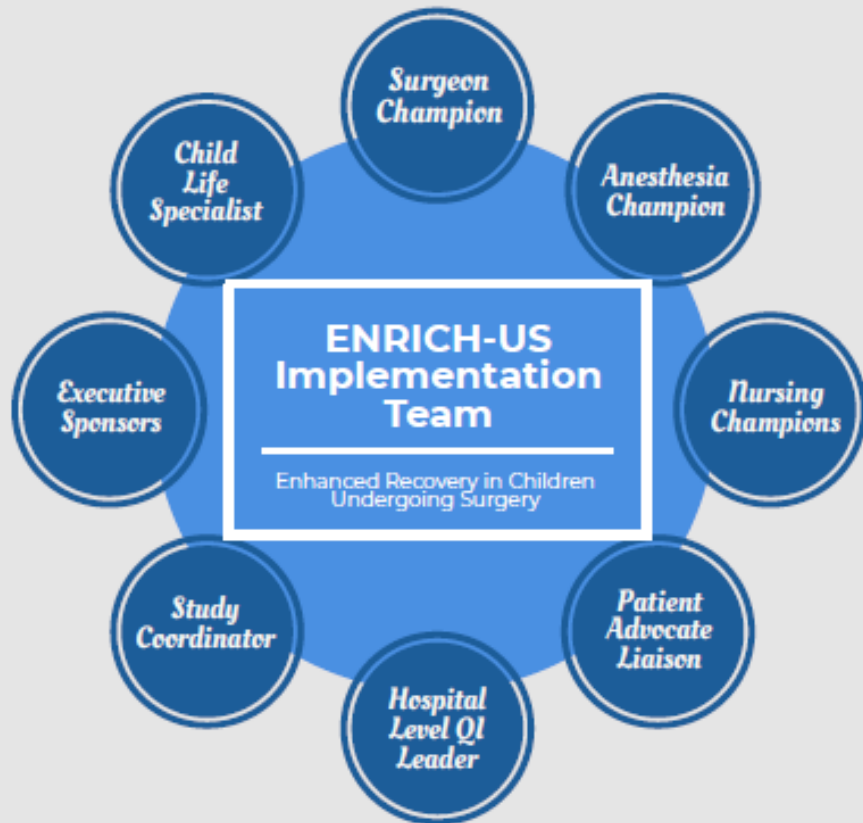 Surgeon
Champion
Anesthesia
Champion
Nursing
Champions
Patient
Advocate
Liaison
Hospital
Level QI
Leader
Study
Coordinator
Executive
Sponsors
Child
Life
Specialist
ENRICH-US
Implementation
Team
Enhanced Recovery in Children
Undergoing Surgery